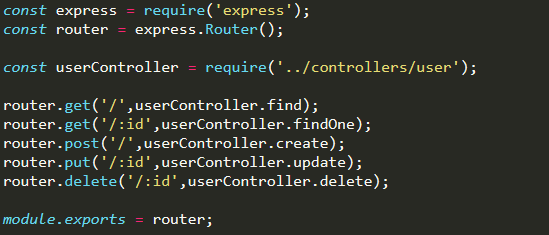 const express = require('express');
const router = express.Router();
const userController = require('../controllers/user');
router.get('/',userController.find);
router.get('/:id',userController.findOne);
router.post('/',userController.create);
router.put('/:id',userController.update);
router.delete('/:id',userController.delete);
module.exports = router;